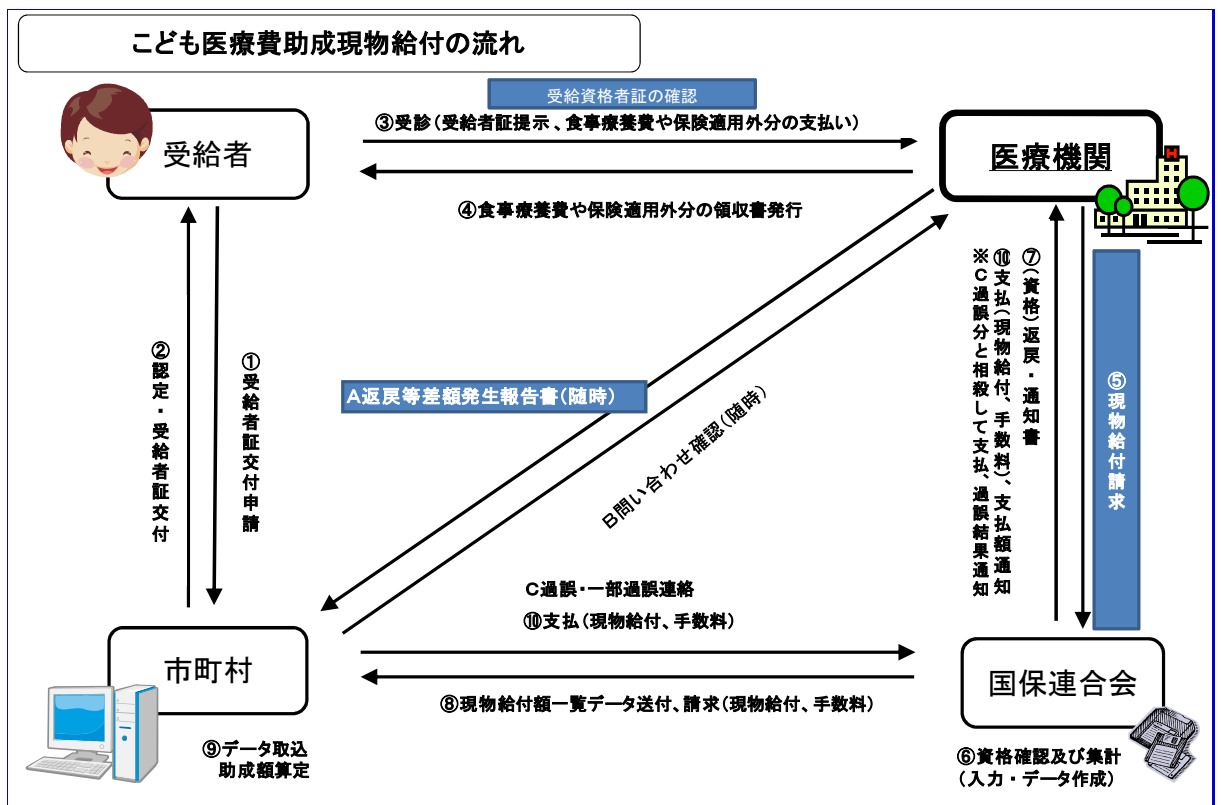 こども医療費助成現物給付の流れ
受給資格者証の確認
③受診(受給者証提示、食事療養費や保険適用外分の支払い)
受給者
医療機関
H
④食事療養費や保険適用外分の領収書発行
②認定・受給者証交付
①受給者証交付申請
A返戻等差額発生報告書(随時)
B問い合わせ確認(随時)
⑦(資格)返戻・通知書
⑩支払(現物給付、手数料)、支払額通知
※C過誤分と相殺して支払、過誤結果通知
⑤現物給付請求
C過誤・一部過誤連絡
⑩支払(現物給付、手数料)
市町村
国保連合会
⑧現物給付額一覧データ送付、請求(現物給付、手数料)
⑨データ取込
助成額算定
⑥資格確認及び集計
(入力・データ作成)